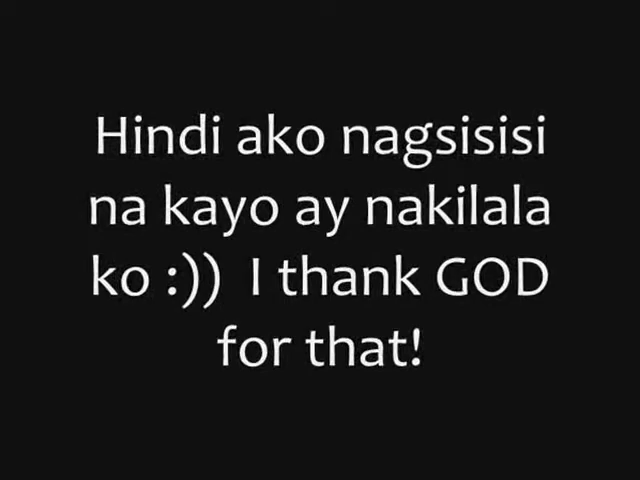 Hindi ako nagsisisi
na kayo ay nakilala
ko :))  I thank GOD
for that!